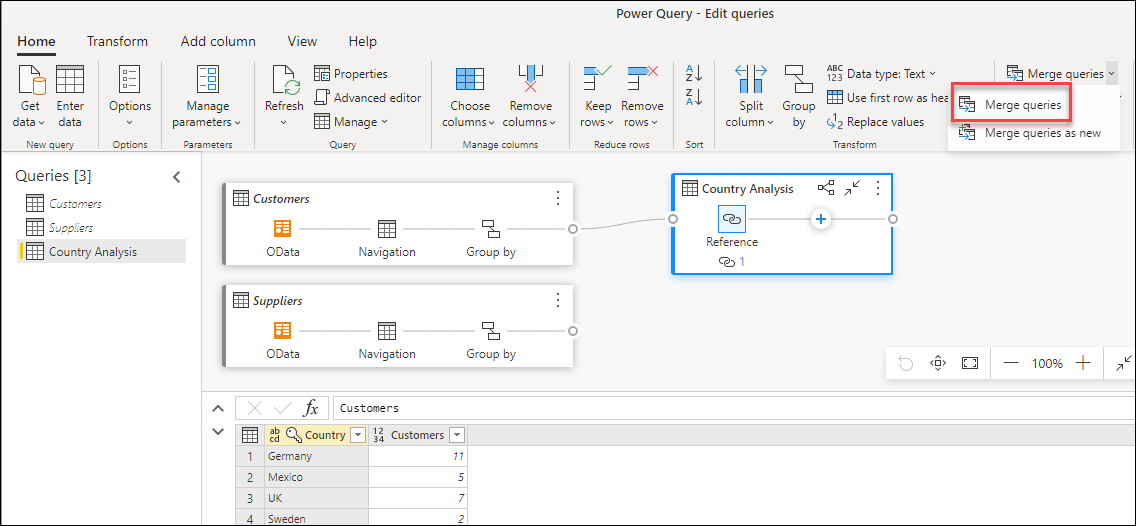 Power Query - Edit queries
Home Transform Add column View Help
Get data
Enter data
New query
Options
Options
Manage parameters
Parameters
Refresh
Properties
Advanced editor
Manage
Query
Choose columns
Remove columns
Manage columns
Keep rows
Remove rows
Reduce rows
Sort
Split column
Group by
Data type: Text
Use first row as hea
Replace values
Transform
Merge queries
Merge queries
Merge queries as new
Queries [3]
Customers
Suppliers
Country Analysis
Customers
OData Navigation Group by
Country Analysis
Reference
1
Suppliers
OData Navigation Group by
100%
fx Customers
Country Customers
1 Germany 11
2 Mexico 5
3 UK 7
4 Sweden 2